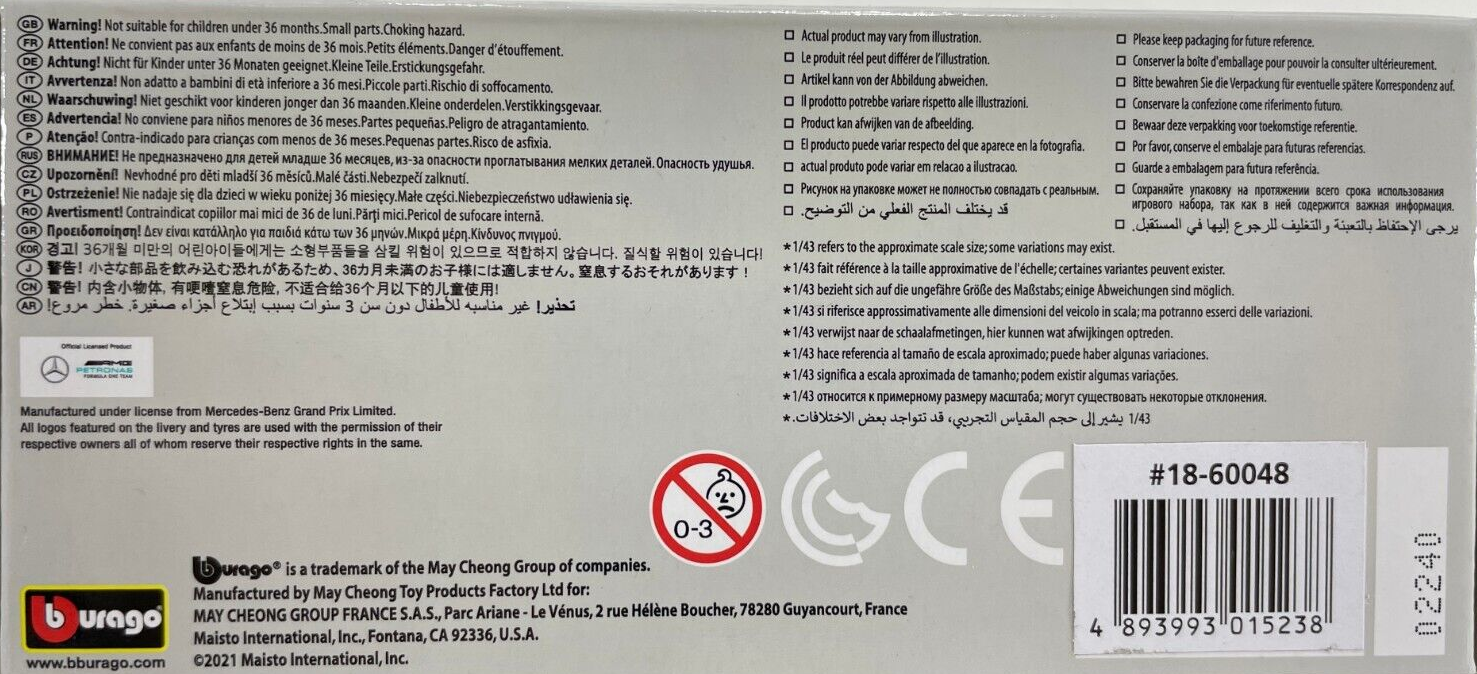 GB Warning! Not suitable for children under 36 months.Small parts.Choking hazard.
FR Attention! Ne convient pas aux enfants de moins de 36 mois.Petits éléments.Danger d'étouffement.
DE Achtung! Nicht für Kinder unter 36 Monaten geeignet.Kleine Teile.Erstickungsgefahr.
IT Avvertenza! Non adatto a bambini di età inferiore a 36 mesi.Piccole parti.Rischio di soffocamento.
NL Waarschuwing! Niet geschikt voor kinderen jonger dan 36 maanden.Kleine onderdelen.Verstikkingsgevaar.
ES Advertencia! No conviene para niños menores de 36 meses.Partes pequeñas.Peligro de atragantamiento.
P Atenção! Contra-indicado para crianças com menos de 36 meses.Pequenas partes.Risco de asfixia.
RUS ВНИМАНИЕ! Не предназначено для детей младше 36 месяцев, из-за опасности проглатывания мелких деталей. Опасность удушья.
CZ Upozornění! Nevhodné pro děti mladší 36 měsíců.Malé části.Nebezpečí zalknutí.
PL Ostrzeżenie! Nie nadaje się dla dzieci w wieku poniżej 36 miesięcy.Małe części.Niebezpieczeństwo udławienia się.
RO Avertisment! Contraindicat copiilor mai mici de 36 de luni.Părţi mici.Pericol de sufocare internă.
GR Προειδοποίηση! Δεν είναι κατάλληλο για παιδιά κάτω των 36 μηνών.Μικρά μέρη.Κίνδυνος πνιγμού.
KOR 경고! 36개월 미만의 어린아이들에게는 소형부품들을 삼킬 위험이 있으므로 적합하지 않습니다. 질식할 위험이 있습니다!
J 警告! 小さな部品を飲み込む恐れがあるため、36カ月未満のお子様には適しません。窒息するおそれがあります!
CN 警告! 内含小物体, 有哽噎窒息危险, 不适合给36个月以下的儿童使用!
AR تحذير! غير مناسبه للأطفال دون سن 3 سنوات بسبب إبتلاع أجزاء صغيرة. خطر مروع!
Official Licensed Product
AMG
PETRONAS
FORMULA ONE TEAM
Manufactured under license from Mercedes-Benz Grand Prix Limited.
All logos featured on the livery and tyres are used with the permission of their
respective owners all of whom reserve their respective rights in the same.
Actual product may vary from illustration.
Le produit réel peut différer de l'illustration.
Artikel kann von der Abbildung abweichen.
Il prodotto potrebbe variare rispetto alle illustrazioni.
Product kan afwijken van de afbeelding.
El producto puede variar respecto del que aparece en la fotografia.
actual produto pode variar em relacao a ilustracao.
Рисунок на упаковке может не полностью совпадать с реальным.
قد يختلف المنتج الفعلي من التوضيح.
Please keep packaging for future reference.
Conserver la boîte d'emballage pour pouvoir la consulter ultérieurement.
Bitte bewahren Sie die Verpackung für eventuelle spätere Korrespondenz auf.
Conservare la confezione come riferimento futuro.
Bewaar deze verpakking voor toekomstige referentie.
Por favor, conserve el embalaje para futuras referencias.
Guarde a embalagem para futura referência.
Сохраняйте упаковку на протяжении всего срока использования
игрового набора, так как в ней содержится важная информация.
يرجى الإحتفاظ بالتعبئة والتغليف للرجوع إليها في المستقبل.
*1/43 refers to the approximate scale size; some variations may exist.
*1/43 fait référence à la taille approximative de l'échelle; certaines variantes peuvent exister.
*1/43 bezieht sich auf die ungefähre Größe des Maßstabs; einige Abweichungen sind möglich.
*1/43 si riferisce approssimativamente alle dimensioni del veicolo in scala; ma potranno esserci delle variazioni.
*1/43 verwijst naar de schaalafmetingen, hier kunnen wat afwijkingen optreden.
*1/43 hace referencia al tamaño de escala aproximado; puede haber algunas variaciones.
*1/43 significa a escala aproximada de tamanho; podem existir algumas variações.
*1/43 относится к примерному размеру масштаба; могут существовать некоторые отклонения.
1/43 يشير إلى حجم المقياس التجريبي، قد تتواجد بعض الاختلافات.*
0-3
CE
#18-60048
4 893993 015238
02240
burago® is a trademark of the May Cheong Group of companies.
Manufactured by May Cheong Toy Products Factory Ltd for:
MAY CHEONG GROUP FRANCE S.A.S., Parc Ariane - Le Vénus, 2 rue Hélène Boucher, 78280 Guyancourt, France
Maisto International, Inc., Fontana, CA 92336, U.S.A.
©2021 Maisto International, Inc.
burago
www.bburago.com